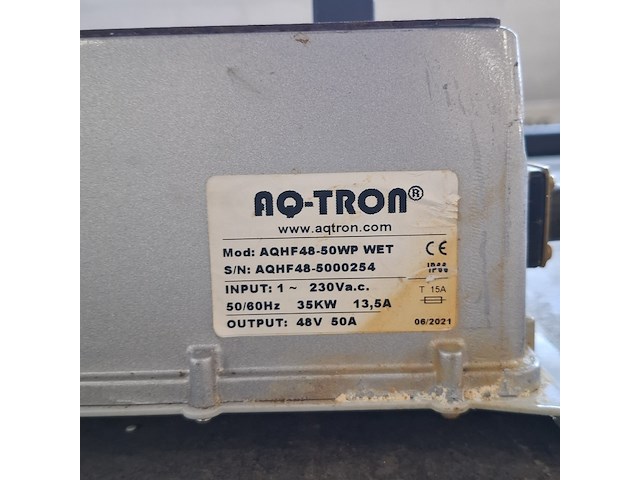 AQ-TRON®
www.aqtron.com
Mod: AQHF48-50WP WET CE
S/N: AQHF48-5000254
INPUT: 1 ~ 230Va.c. T 15A
50/60Hz 35KW 13,5A
OUTPUT: 48V 50A 06/2021